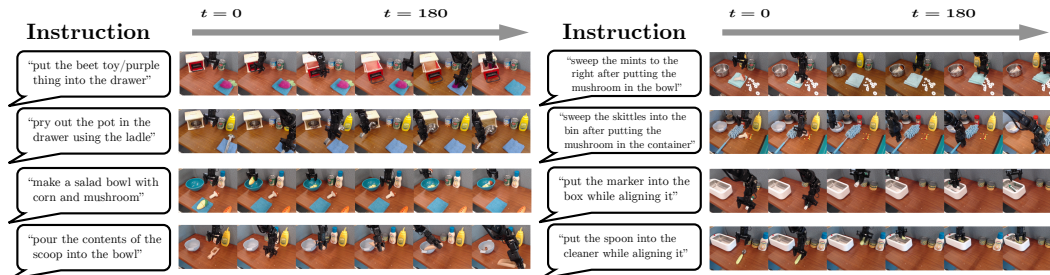 t = 0
t = 180
Instruction
“put the beet toy/purple
thing into the drawer”
“pry out the pot in the
drawer using the ladle”
“make a salad bowl with
corn and mushroom”
“pour the contents of the
scoop into the bowl”
t = 0
t = 180
Instruction
“sweep the mints to the
right after putting the
mushroom in the bowl”
“sweep the skittles into the
bin after putting the
mushroom in the container”
“put the marker into the
box while aligning it”
“put the spoon into the
cleaner while aligning it”